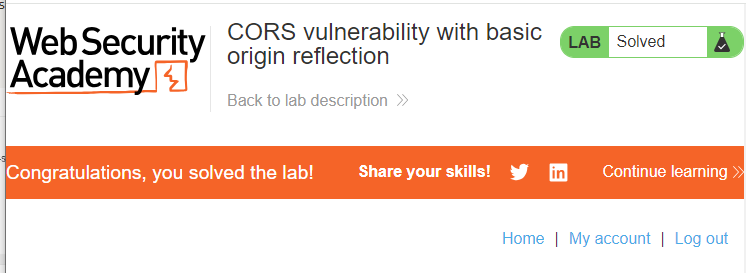 Web Security
Academy
CORS vulnerability with basic
origin reflection
Back to lab description
LAB Solved
Congratulations, you solved the lab! Share your skills! Continue learning
Home | My account | Log out